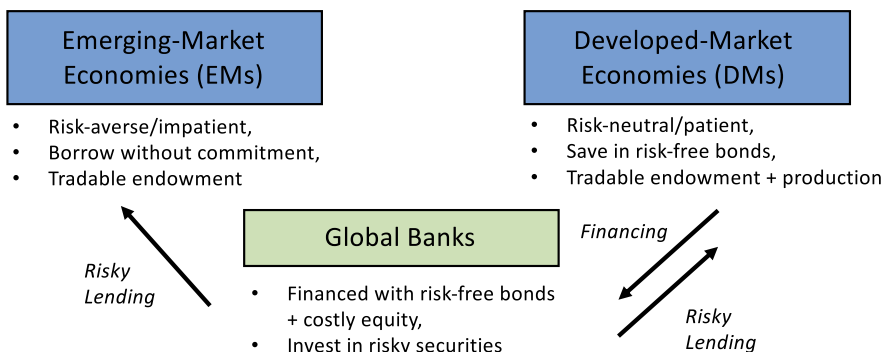 Emerging-Market
Economies (EMs)
• Risk-averse/impatient,
• Borrow without commitment,
• Tradable endowment
Developed-Market
Economies (DMs)
• Risk-neutral/patient,
• Save in risk-free bonds,
• Tradable endowment + production
Global Banks
• Financed with risk-free bonds
+ costly equity,
• Invest in risky securities
Risky
Lending
Financing
Risky
Lending